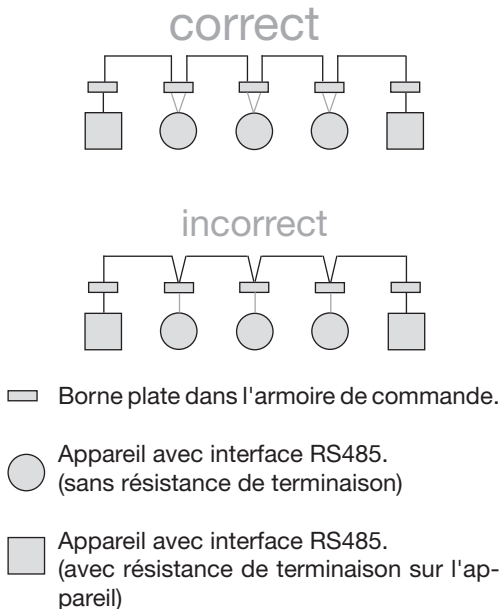 correct
incorrect
Borne plate dans l'armoire de commande.
Appareil avec interface RS485.
(sans résistance de terminaison)
Appareil avec interface RS485.
(avec résistance de terminaison sur l'ap-
pareil)